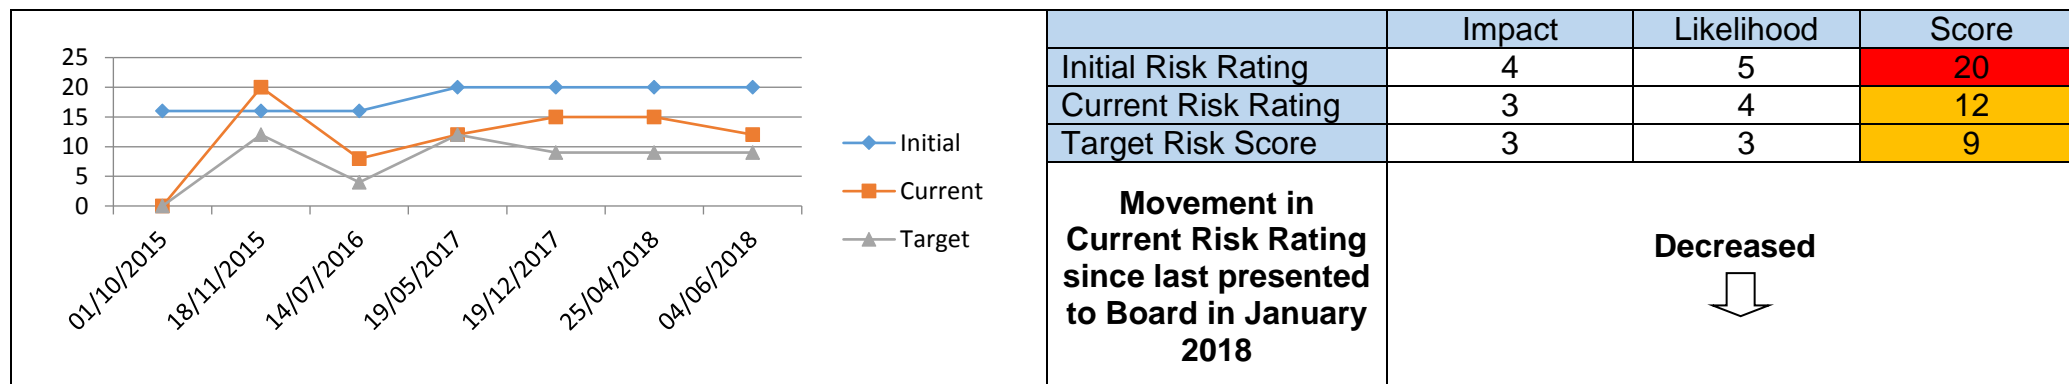 25
20
15
10
5
0
01/10/2015
18/11/2015
14/07/2016
19/05/2017
19/12/2017
25/04/2018
04/06/2018
Initial
Current
Target
Impact Likelihood Score
Initial Risk Rating 4 5 20
Current Risk Rating 3 4 12
Target Risk Score 3 3 9
Movement in
Current Risk Rating
since last presented
to Board in January
2018
Decreased